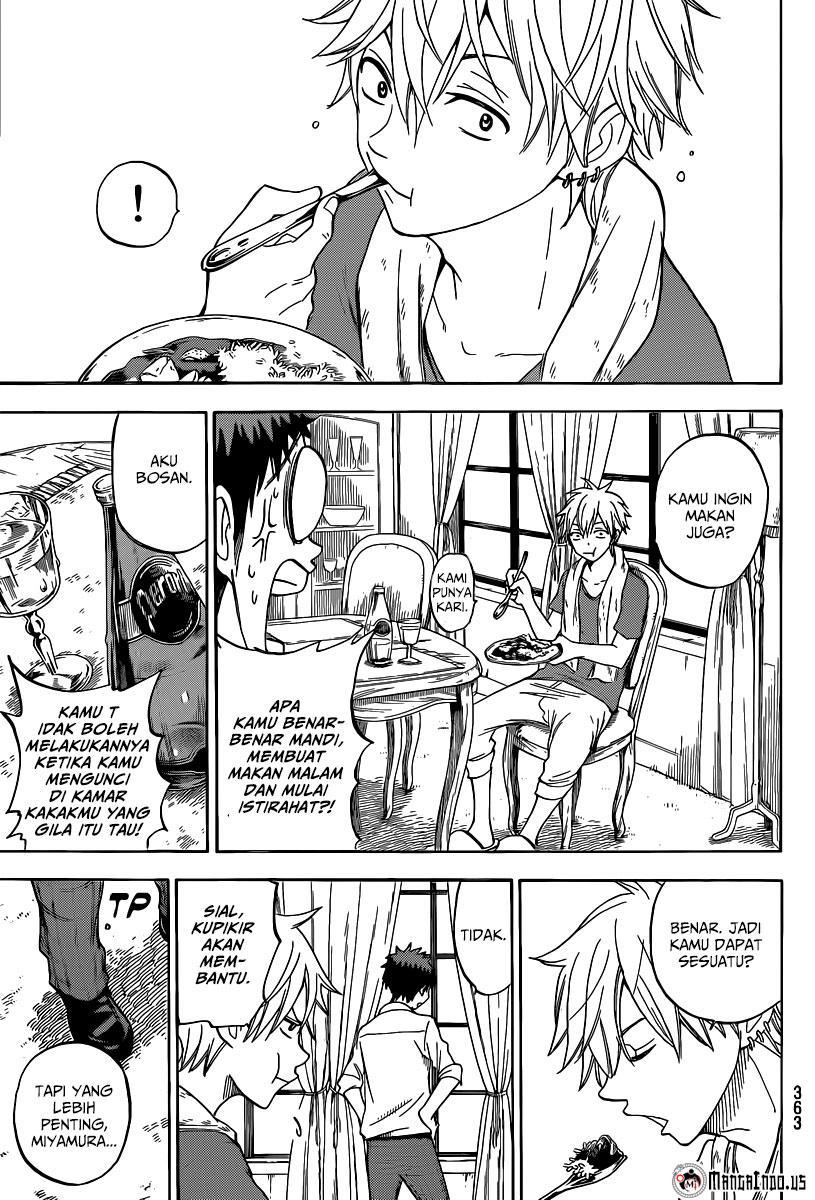 !
KAMU INGIN
MAKAN
JUGA?
KAMI
PUNYA
KARI.
APA
KAMU BENAR-
BENAR MANDI,
MEMBUAT
MAKAN MALAM
DAN MULAI
ISTIRAHAT?!
AKU
BOSAN.
KAMU T
IDAK BOLEH
MELAKUKANNYA
KETIKA KAMU
MENGUNCI
DI KAMAR
KAKAKMU YANG
GILA ITU TAU!
BENAR. JADI
KAMU DAPAT
SESUATU?
TIDAK.
SIAL,
KUPIKIR
AKAN
MEM-
BANTU.
TP
TAPI YANG
LEBIH
PENTING,
MIYAMURA...
363
MANGAINDO.US